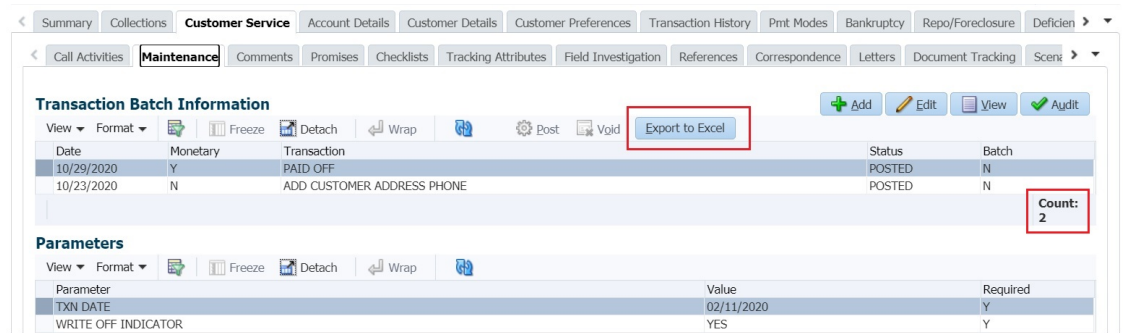 Summary Collections Customer Service Account Details Customer Details Customer Preferences Transaction History Pmt Modes Bankruptcy Repo/Foreclosure Deficien
Call Activities Maintenance Comments Promises Checklists Tracking Attributes Field Investigation References Correspondence Letters Document Tracking Scena
Transaction Batch Information Add Edit View Audit
View Format Freeze Detach Wrap Post Void Export to Excel
Date Monetary Transaction Status Batch
10/29/2020 Y PAID OFF POSTED N
10/23/2020 N ADD CUSTOMER ADDRESS PHONE POSTED N
Count:
2
Parameters
View Format Freeze Detach Wrap
Parameter Value Required
TXN DATE 02/11/2020 Y
WRITE OFF INDICATOR YES Y